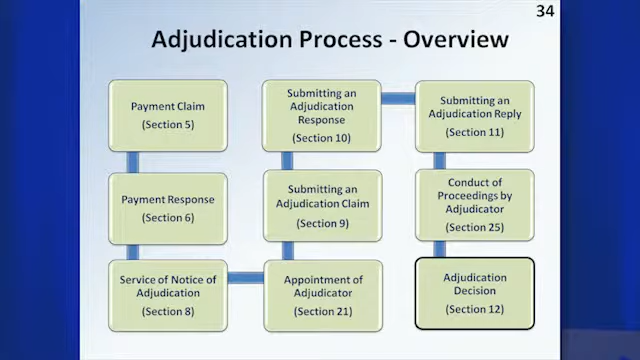 34
Adjudication Process - Overview
Payment Claim
(Section 5)
Payment Response
(Section 6)
Service of Notice of
Adjudication
(Section 8)
Appointment of
Adjudicator
(Section 21)
Submitting an
Adjudication Claim
(Section 9)
Submitting an
Adjudication
Response
(Section 10)
Submitting an
Adjudication Reply
(Section 11)
Conduct of
Proceedings by
Adjudicator
(Section 25)
Adjudication
Decision
(Section 12)